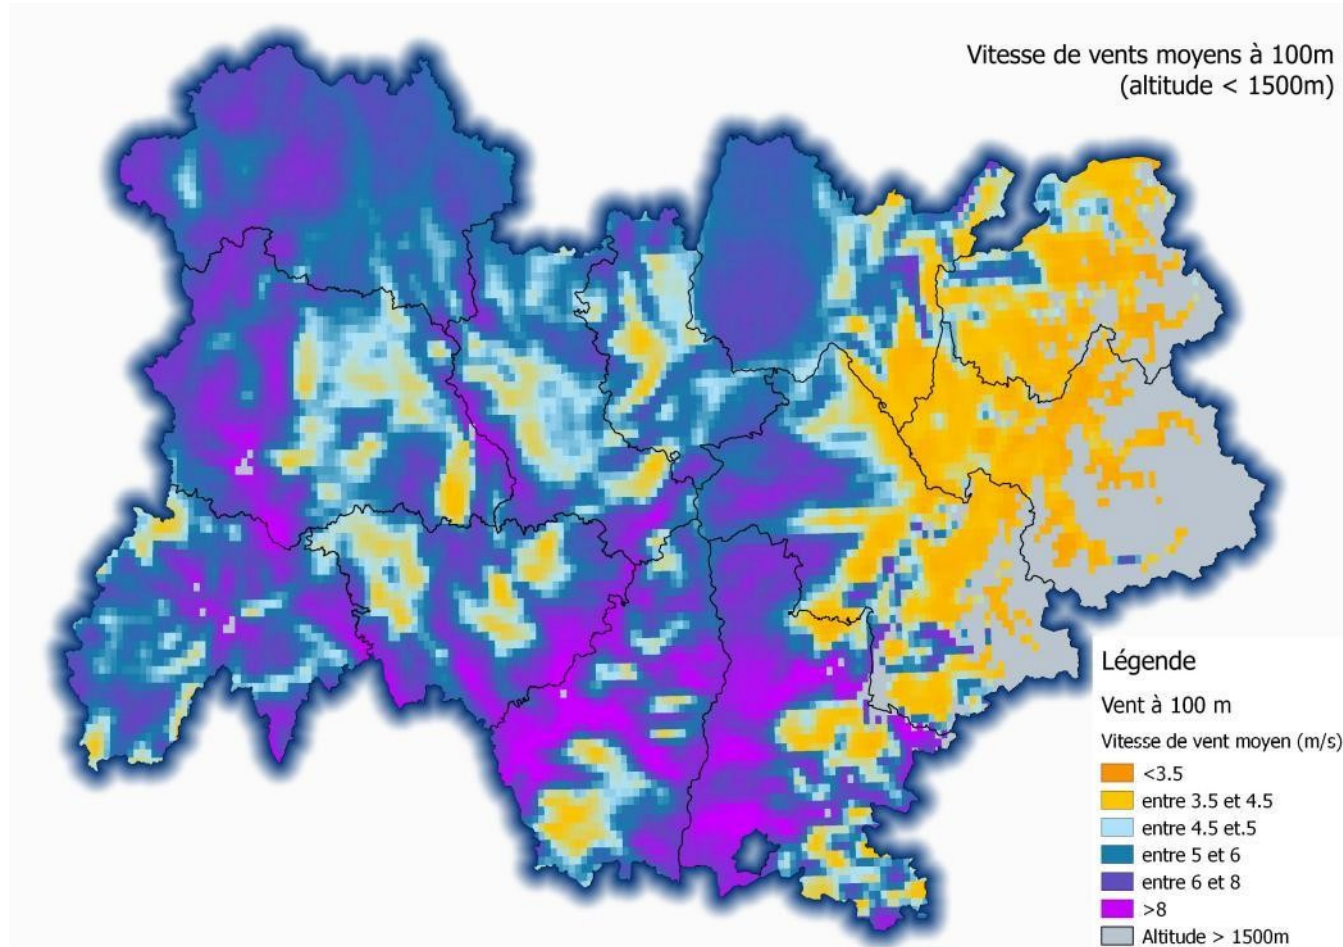 Vitesse de vents moyens à 100m
(altitude < 1500m)
Légende
Vent à 100 m
Vitesse de vent moyen (m/s)
<3.5
entre 3.5 et 4.5
entre 4.5 et.5
entre 5 et 6
entre 6 et 8
>8
Altitude > 1500m